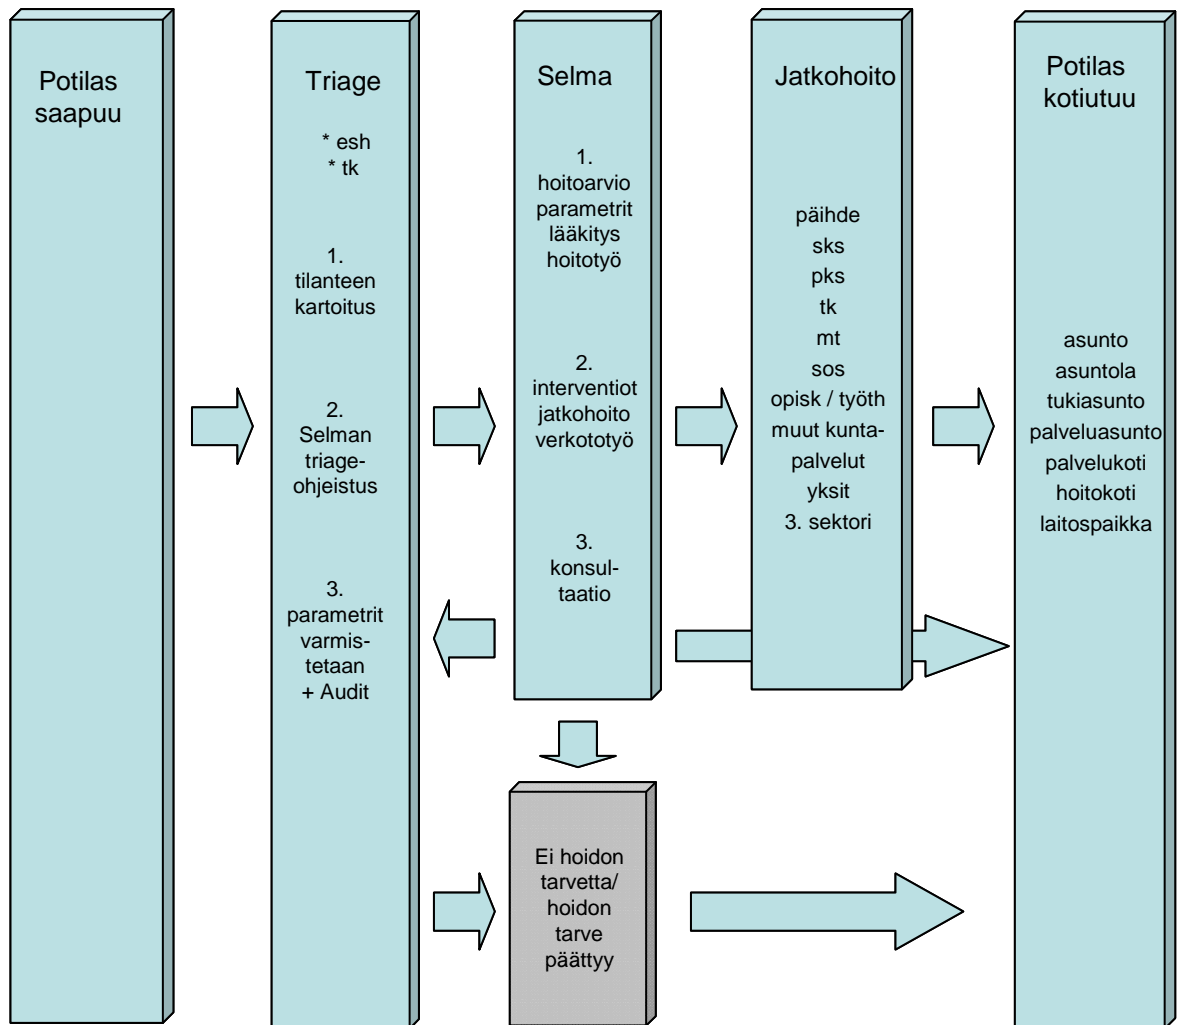 Potilas
saapuu
Triage
* esh
* tk
1.
tilanteen
kartoitus
2.
Selman
triage-
ohjeistus
3.
parametrit
varmis-
tetaan
+ Audit
Selma
1.
hoitoarvio
parametrit
lääkitys
hoitotyö
2.
interventiot
jatkohoito
verkototyö
3.
konsul-
taatio
Ei hoidon
tarvetta/
hoidon
tarve
päättyy
Jatkohoito
päihde
sks
pks
tk
mt
sos
opisk / työth
muut kunta-
palvelut
yksit
3. sektori
Potilas
kotiutuu
asunto
asuntola
tukiasunto
palveluasunto
palvelukoti
hoitokoti
laitospaikka